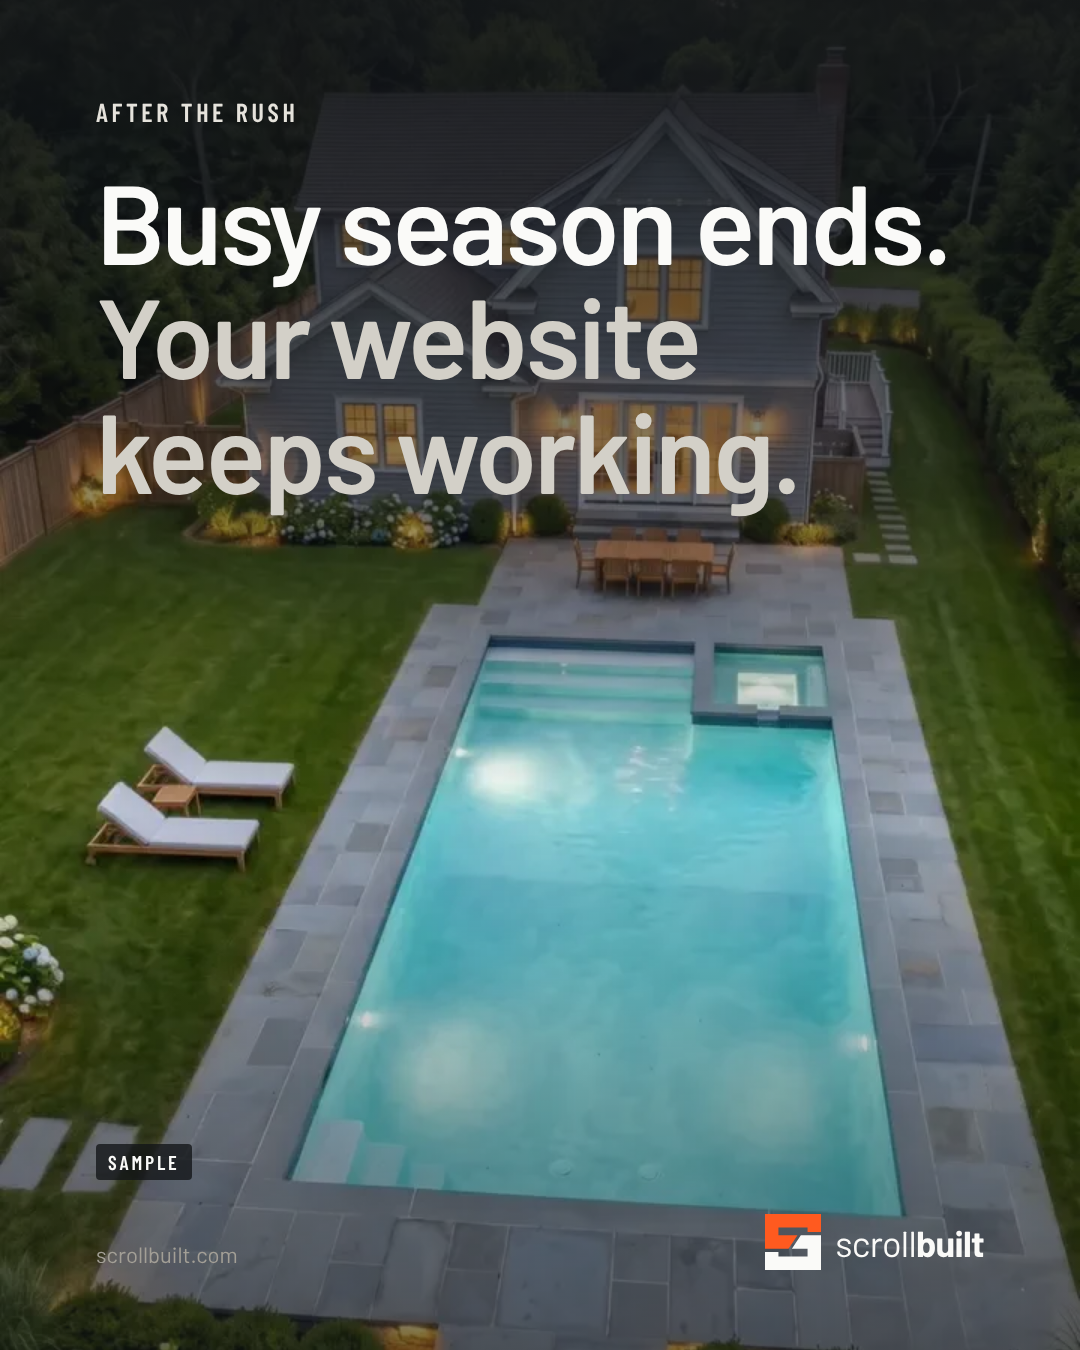 AFTER THE RUSH
Busy season ends.
Your website
keeps working.
SAMPLE
scrollbuilt.com
scrollbuilt